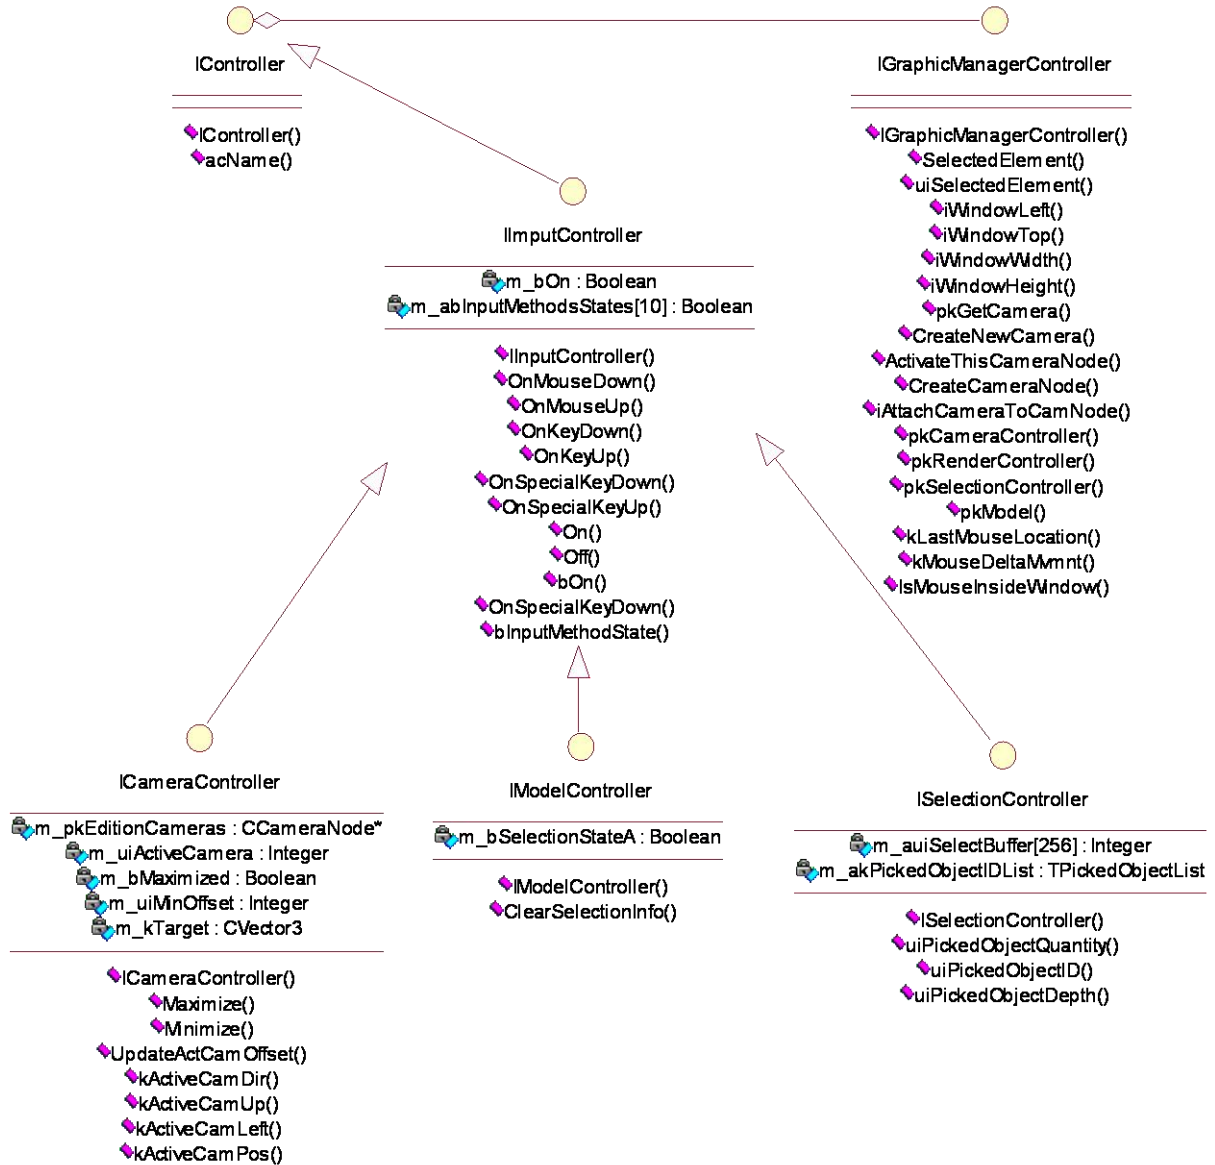 IController
IController()
acName()
IGraphicManagerController
IGraphicManagerController()
SelectedElement()
uiSelectedElement()
iWindowLeft()
iWindowTop()
iWindowWidth()
iWindowHeight()
pkGetCamera()
CreateNewCamera()
ActivateThisCameraNode()
CreateCameraNode()
iAttachCameraToCamNode()
pkCameraController()
pkRenderController()
pkSelectionController()
pkModel()
kLastMouseLocation()
kMouseDeltaMvmnt()
IsMouseInsideWindow()
IImputController
m_bOn : Boolean
m_abInputMethodsStates[10] : Boolean
IInputController()
OnMouseDown()
OnMouseUp()
OnKeyDown()
OnKeyUp()
OnSpecialKeyDown()
OnSpecialKeyUp()
On()
Off()
bOn()
OnSpecialKeyDown()
bInputMethodState()
ICameraController
m_pkEditionCameras : CCameraNode*
m_uiActiveCamera : Integer
m_bMaximized : Boolean
m_uiMinOffset : Integer
m_kTarget : CVector3
ICameraController()
Maximize()
Minimize()
UpdateActCamOffset()
kActiveCamDir()
kActiveCamUp()
kActiveCamLeft()
kActiveCamPos()
IModelController
m_bSelectionStateA : Boolean
IModelController()
ClearSelectionInfo()
ISelectionController
m_auiSelectBuffer[256] : Integer
m_akPickedObjectIDList : TPickedObjectList
ISelectionController()
uiPickedObjectQuantity()
uiPickedObjectID()
uiPickedObjectDepth()